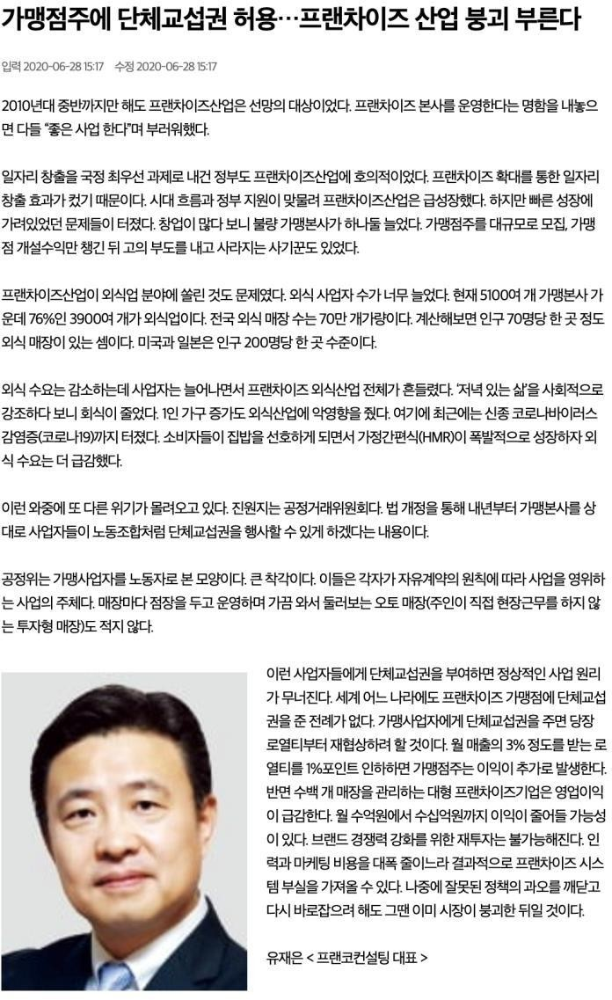 가맹점주에 단체교섭권 허용…프랜차이즈 산업 붕괴 부른다
입력 2020-06-28 15:17 수정 2020-06-28 15:17
2010년대 중반까지만 해도 프랜차이즈산업은 선망의 대상이었다. 프랜차이즈 본사를 운영한다는 명함을 내놓으
면 다들 “좋은 사업 한다”며 부러워했다.
일자리 창출을 국정 최우선 과제로 내건 정부도 프랜차이즈산업에 호의적이었다. 프랜차이즈 확대를 통한 일자리
창출 효과가 컸기 때문이다. 시대 흐름과 정부 지원이 맞물려 프랜차이즈산업은 급성장했다. 하지만 빠른 성장에
가려있었던 문제들이 터졌다. 창업이 많다 보니 불량 가맹본사가 하나둘 늘었다. 가맹점주를 대규모로 모집, 가맹
점 개설수익만 챙긴 뒤 고의 부도를 내고 사라지는 사기꾼도 있었다.
프랜차이즈산업이 외식업 분야에 쏠린 것도 문제였다. 외식 사업자 수가 너무 늘었다. 현재 5100여 개 가맹본사 가
운데 76%인 3900여 개가 외식업이다. 전국 외식 매장 수는 70만 개가량이다. 계산해보면 인구 70명당 한 곳 정도
외식 매장이 있는 셈이다. 미국과 일본은 인구 200명당 한 곳 수준이다.
외식 수요는 감소하는데 사업자는 늘어나면서 프랜차이즈 외식산업 전체가 흔들렸다. ‘저녁 있는 삶’을 사회적으로
강조하다 보니 회식이 줄었다. 1인 가구 증가도 외식산업에 악영향을 줬다. 여기에 최근에는 신종 코로나바이러스
감염증(코로나19)까지 터졌다. 소비자들이 집밥을 선호하게 되면서 가정간편식(HMR)이 폭발적으로 성장하자 외
식 수요는 더 급감했다.
이런 와중에 또 다른 위기가 몰려오고 있다. 진원지는 공정거래위원회다. 법 개정을 통해 내년부터 가맹본사를 상
대로 사업자들이 노동조합처럼 단체교섭권을 행사할 수 있게 하겠다는 내용이다.
공정위는 가맹사업자를 노동자로 본 모양이다. 큰 착각이다. 이들은 각자가 자유계약의 원칙에 따라 사업을 영위하
는 사업의 주체다. 매장마다 점장을 두고 운영하며 가끔 와서 둘러보는 오토 매장(주인이 직접 현장근무를 하지 않
는 투자형 매장)도 적지 않다.
이런 사업자들에게 단체교섭권을 부여하면 정상적인 사업 원리
가 무너진다. 세계 어느 나라에도 프랜차이즈 가맹점에 단체교섭
권을 준 전례가 없다. 가맹사업자에게 단체교섭권을 주면 당장
로열티부터 재협상하려 할 것이다. 월 매출의 3% 정도를 받는 로
열티를 1%포인트 인하하면 가맹점주는 이익이 추가로 발생한다.
반면 수백 개 매장을 관리하는 대형 프랜차이즈기업은 영업이익
이 급감한다. 월 수억원에서 수십억원까지 이익이 줄어들 가능성
이 있다. 브랜드 경쟁력 강화를 위한 재투자는 불가능해진다. 인
력과 마케팅 비용을 대폭 줄이느라 결과적으로 프랜차이즈 시스
템 부실을 가져올 수 있다. 나중에 잘못된 정책의 과오를 깨닫고
다시 바로잡으려 해도 그땐 이미 시장이 붕괴한 뒤일 것이다.
유재은 < 프랜코컨설팅 대표 >